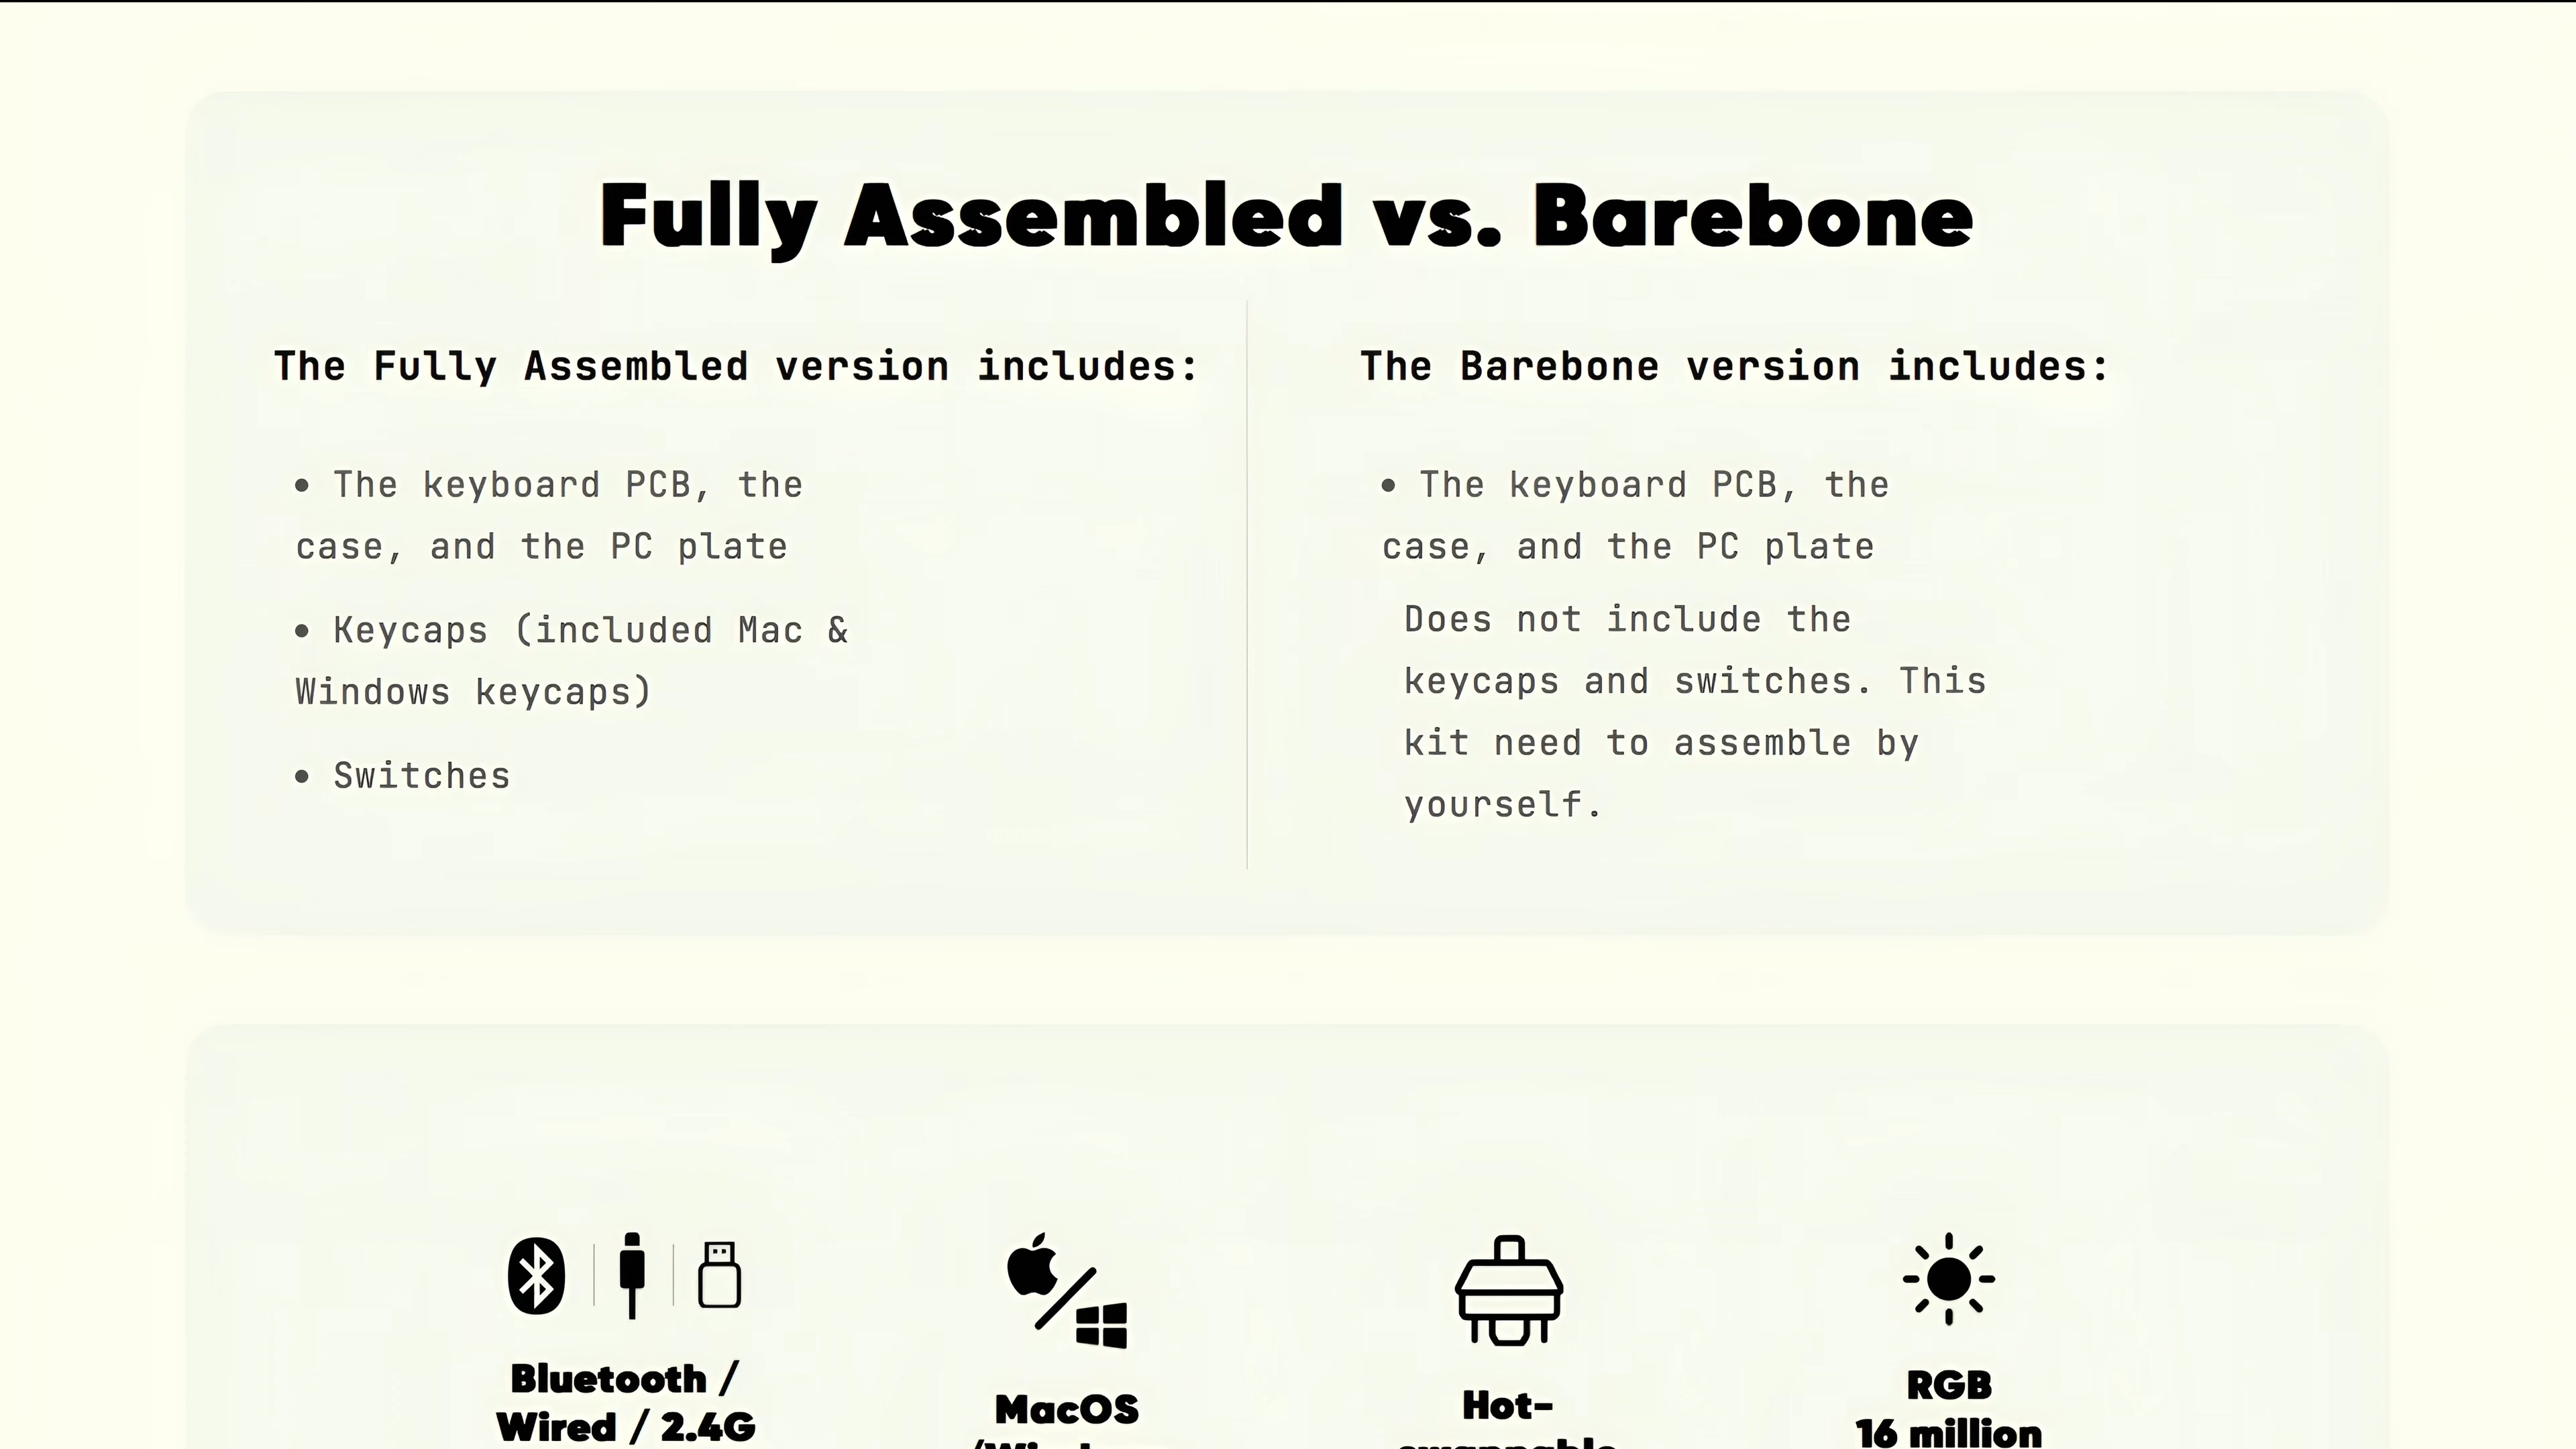 Fully Assembled vs. Barebone
The Fully Assembled version includes:
• The keyboard PCB, the
case, and the PC plate
• Keycaps (included Mac &
Windows keycaps)
• Switches
The Barebone version includes:
• The keyboard PCB, the
case, and the PC plate
Does not include the
keycaps and switches. This
kit need to assemble by
yourself.
Bluetooth /
Wired / 2.4G
MacOS
Hot-
swappable
RGB
16 million